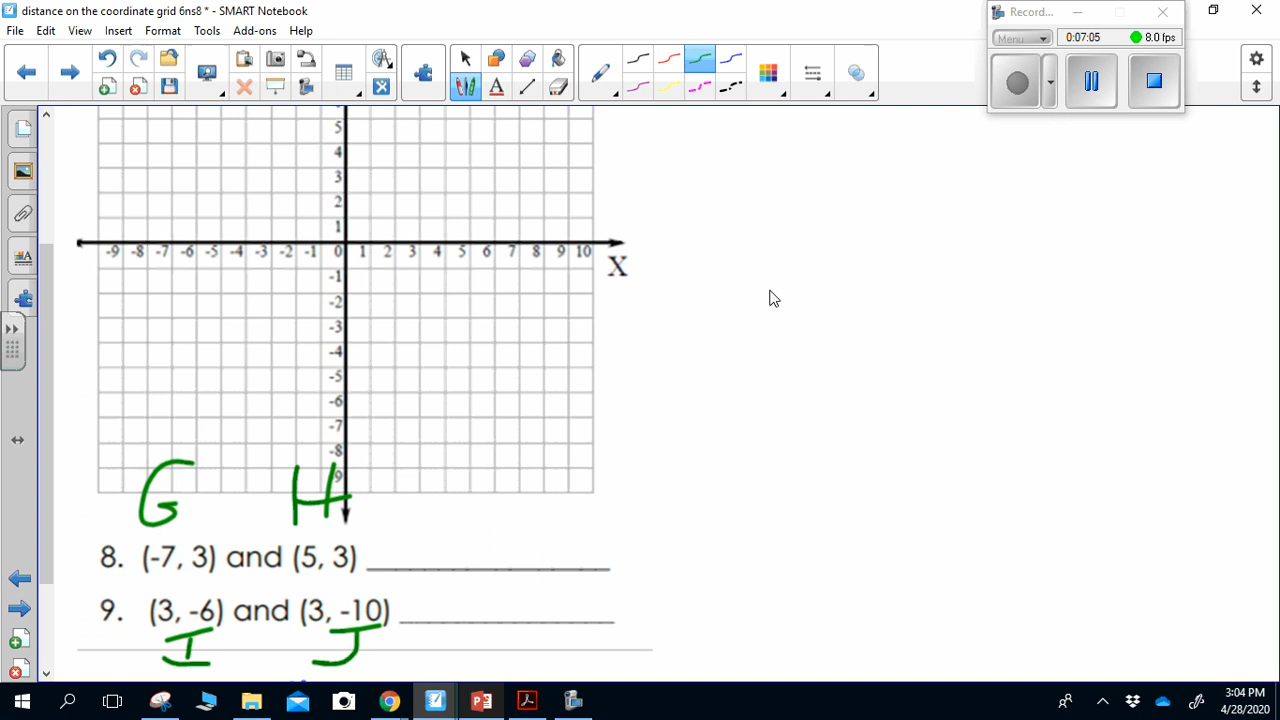 distance on the coordinate grid 6ns8 * - SMART Notebook
Record...
File Edit View Insert Format Tools Add-ons Help
Menu 0:07:05 8.0 fps
5
4
3
2
1
-9 -8 -7 -6 -5 -4 -3 -2 -1 0 1 2 3 4 5 6 7 8 9 10
X
-1
-2
-3
-4
-5
-6
-7
-8
9
G H
8. (-7, 3) and (5, 3) ________________
9. (3, -6) and (3, -10) ________________
I J
3:04 PM
4/28/2020